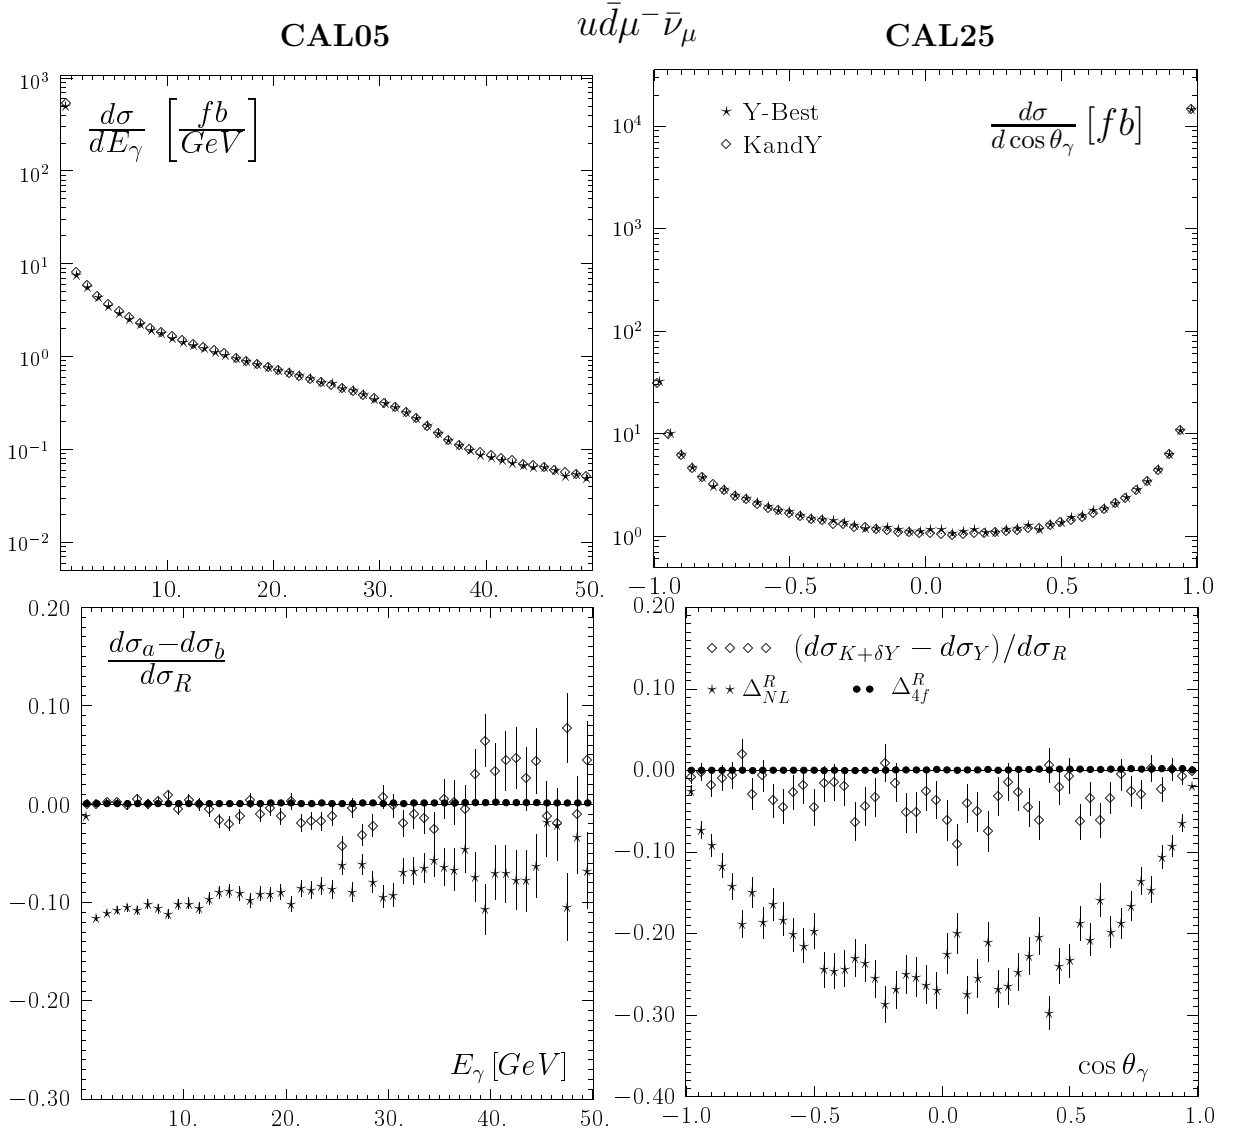 CAL05
u d̄ μ⁻ ν̄_μ
CAL25
dσ/dE_γ [fb/GeV]
10³
10²
10¹
10⁰
10⁻¹
10⁻²
10. 20. 30. 40. 50.
★ Y-Best
◇ KandY
dσ/d cos θ_γ [fb]
10⁴
10³
10²
10¹
10⁰
−1.0 −0.5 0.0 0.5 1.0
dσ_a−dσ_b/dσ_R
0.20
0.10
0.00
−0.10
−0.20
−0.30
10. 20. 30. 40. 50.
E_γ [GeV]
◇ ◇ ◇ ◇ (dσ_{K+δY} − dσ_Y)/dσ_R
★ ★ Δ^R_{NL} ●● Δ^R_{4f}
0.20
0.10
0.00
−0.10
−0.20
−0.30
−0.40
−1.0 −0.5 0.0 0.5 1.0
cos θ_γ